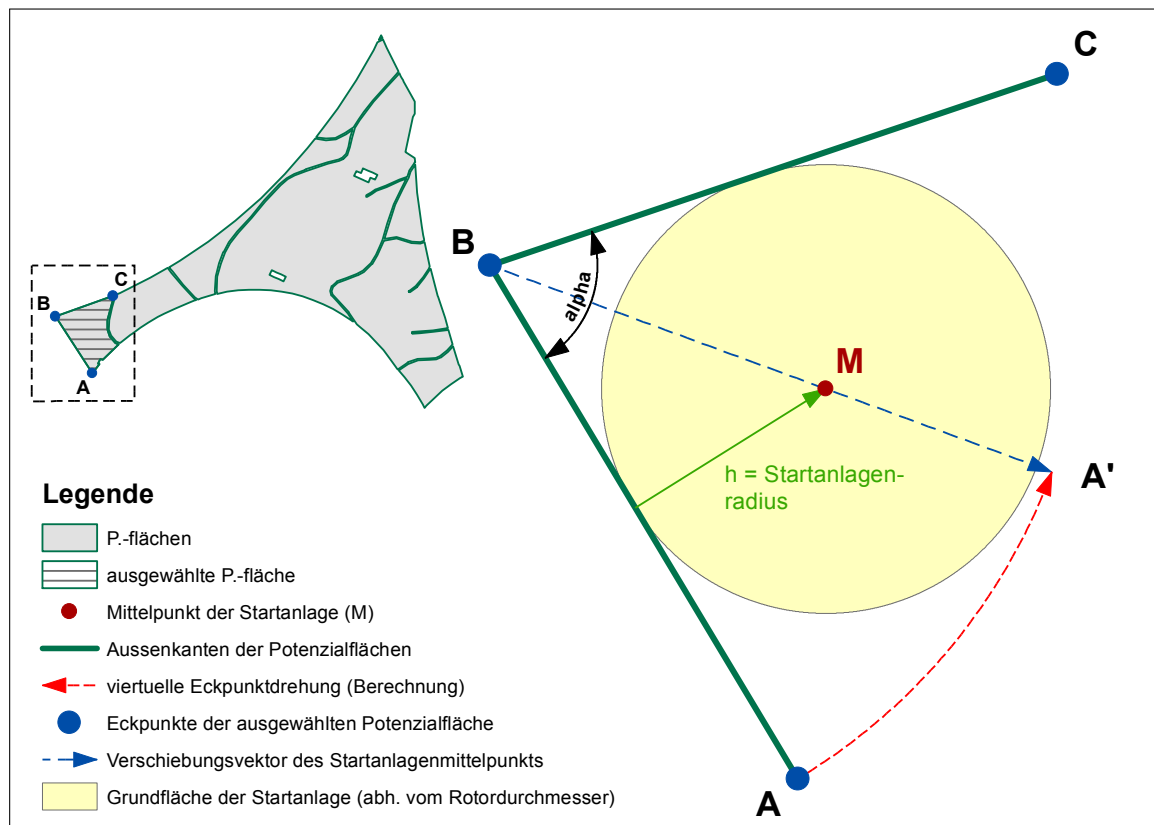 C
B
alpha
M
h = Startanlagen-
radius
A'
A
C
B
A
Legende
P.-flächen
ausgewählte P.-fläche
Mittelpunkt der Startanlage (M)
Aussenkanten der Potenzialflächen
viertuelle Eckpunktdrehung (Berechnung)
Eckpunkte der ausgewählten Potenzialfläche
Verschiebungsvektor des Startanlagenmittelpunkts
Grundfläche der Startanlage (abh. vom Rotordurchmesser)